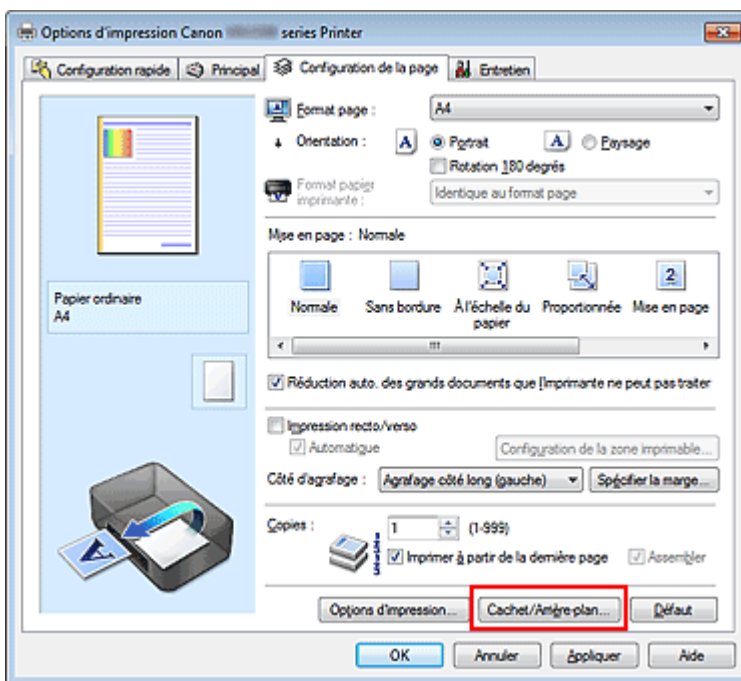 Options d'impression Canon series Printer
Configuration rapide Principal Configuration de la page Entretien
Format page : A4
Orientation : A Portrait A Paysage
Rotation 180 degrés
Format papier imprimante : Identique au format page
Mise en page : Normale
Normale Sans bordure À l'échelle du papier Proportionnée Mise en page
Papier ordinaire
A4
Réduction auto. des grands documents que l'imprimante ne peut pas traiter
Impression recto/verso
Automatique Configuration de la zone imprimable...
Côté d'agrafage : Agrafage côté long (gauche) Spécifier la marge...
Copies : 1 (1-999)
Imprimer à partir de la dernière page Assembler
Options d'impression... Cachet/Arrière-plan... Défaut
OK Annuler Appliquer Aide